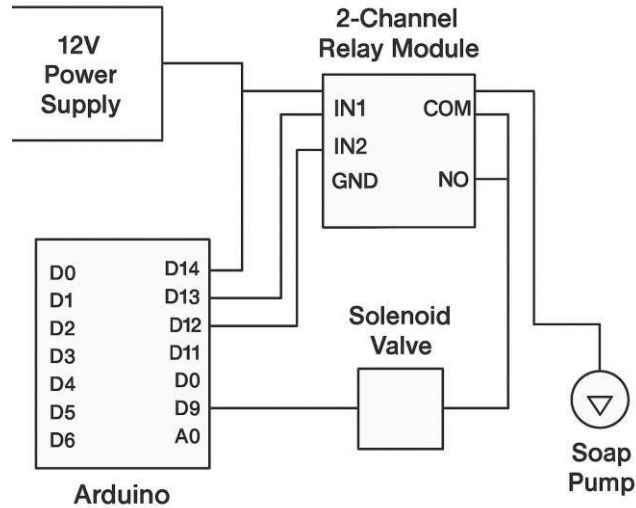 12V
Power
Supply
2-Channel
Relay Module
IN1
COM
IN2
GND
NO
D0
D1
D2
D3
D4
D5
D6
D14
D13
D12
D11
D0
D9
A0
Arduino
Solenoid
Valve
Soap
Pump